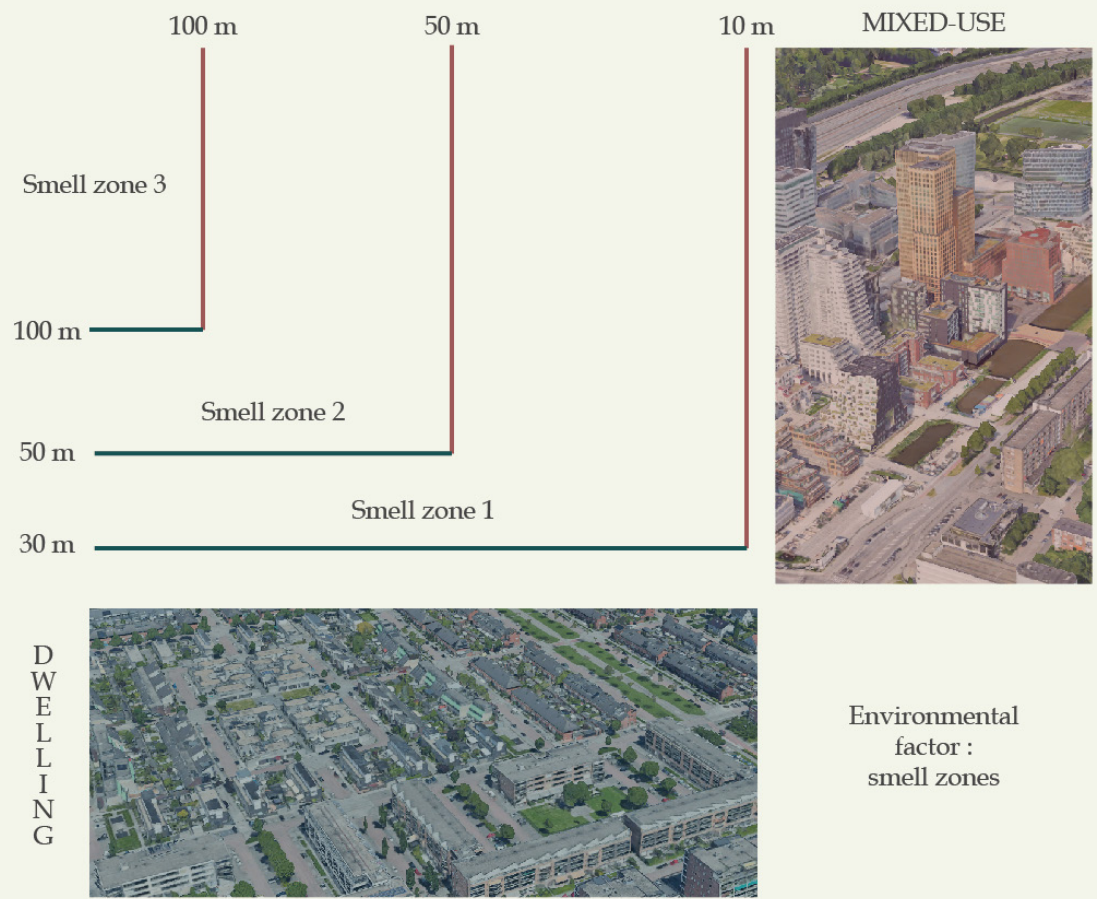 100 m
50 m
10 m
MIXED-USE
Smell zone 3
100 m
Smell zone 2
50 m
Smell zone 1
30 m
DWELLING
Environmental
factor :
smell zones